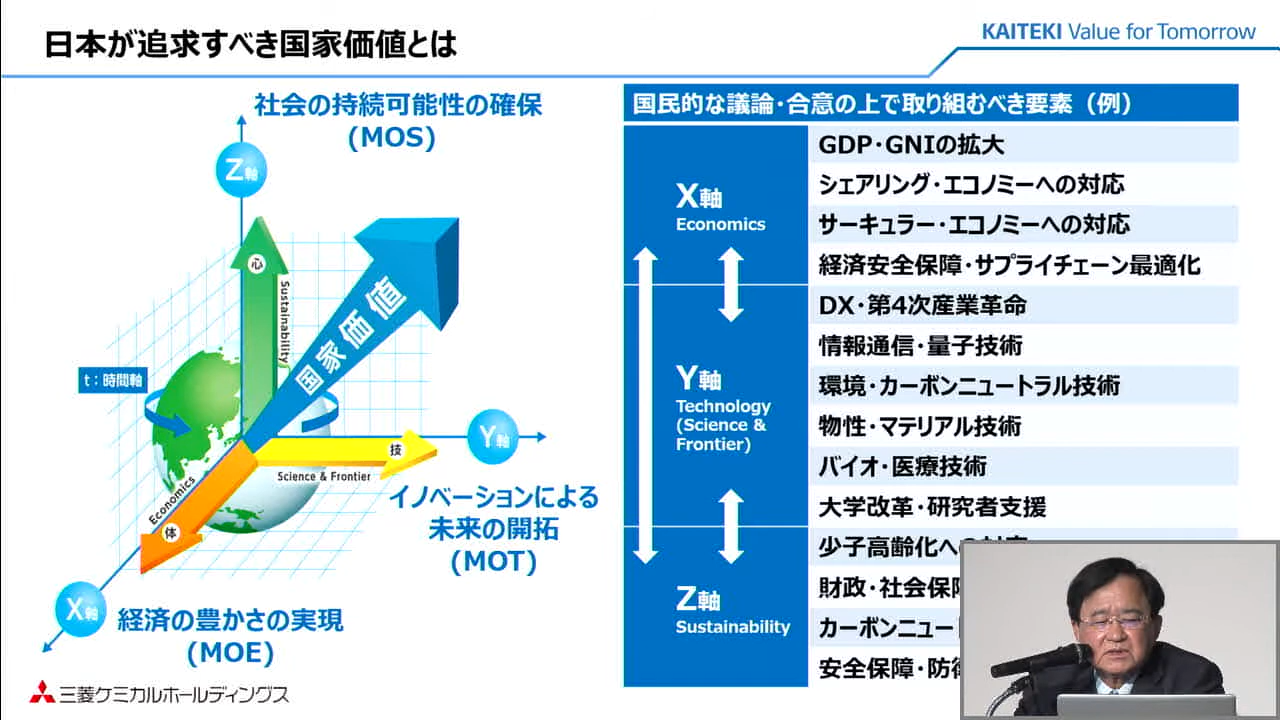 日本が追求すべき国家価値とは
KAITEKI Value for Tomorrow
社会の持続可能性の確保
(MOS)
Z軸
心
Sustainability
国家価値
t：時間軸
Y軸
技
Science & Frontier
Economics
体
イノベーションによる
未来の開拓
(MOT)
X軸
経済の豊かさの実現
(MOE)
三菱ケミカルホールディングス
国民的な議論・合意の上で取り組むべき要素（例）
X軸
Economics
GDP・GNIの拡大
シェアリング・エコノミーへの対応
サーキュラー・エコノミーへの対応
経済安全保障・サプライチェーン最適化
Y軸
Technology
(Science &
Frontier)
DX・第4次産業革命
情報通信・量子技術
環境・カーボンニュートラル技術
物性・マテリアル技術
バイオ・医療技術
大学改革・研究者支援
Z軸
Sustainability
少子高齢化へ
財政・社会保
カーボンニュー
安全保障・防